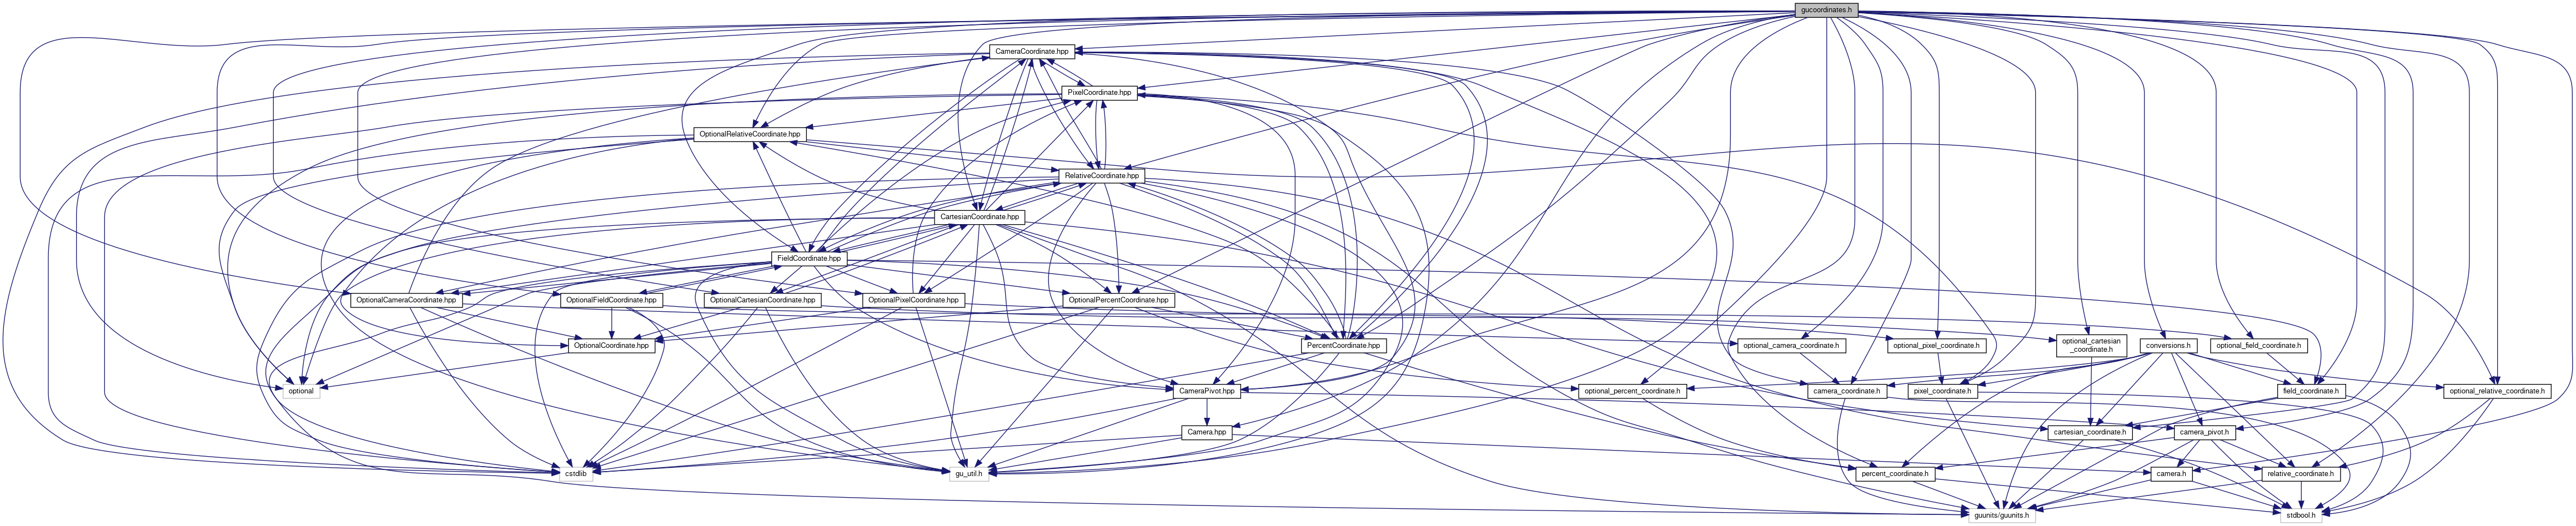 gucoordinates.h
CameraCoordinate.hpp
PixelCoordinate.hpp
OptionalRelativeCoordinate.hpp
RelativeCoordinate.hpp
CartesianCoordinate.hpp
FieldCoordinate.hpp
OptionalCameraCoordinate.hpp
OptionalFieldCoordinate.hpp
OptionalCartesianCoordinate.hpp
OptionalPixelCoordinate.hpp
OptionalPercentCoordinate.hpp
OptionalCoordinate.hpp
PercentCoordinate.hpp
optional_camera_coordinate.h
optional_pixel_coordinate.h
optional_cartesian
_coordinate.h
conversions.h
optional_field_coordinate.h
optional
CameraPivot.hpp
optional_percent_coordinate.h
camera_coordinate.h
pixel_coordinate.h
field_coordinate.h
optional_relative_coordinate.h
Camera.hpp
cartesian_coordinate.h
camera_pivot.h
cstdlib
gu_util.h
percent_coordinate.h
camera.h
relative_coordinate.h
guunits/guunits.h
stdbool.h